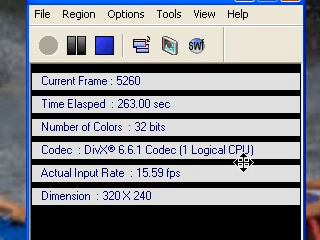 File Region Options Tools View Help
SWF
Current Frame : 5260
Time Elasped : 263.00 sec
Number of Colors : 32 bits
Codec : DivX® 6.6.1 Codec (1 Logical CPU)
Actual Input Rate : 15.59 fps
Dimension : 320 X 240